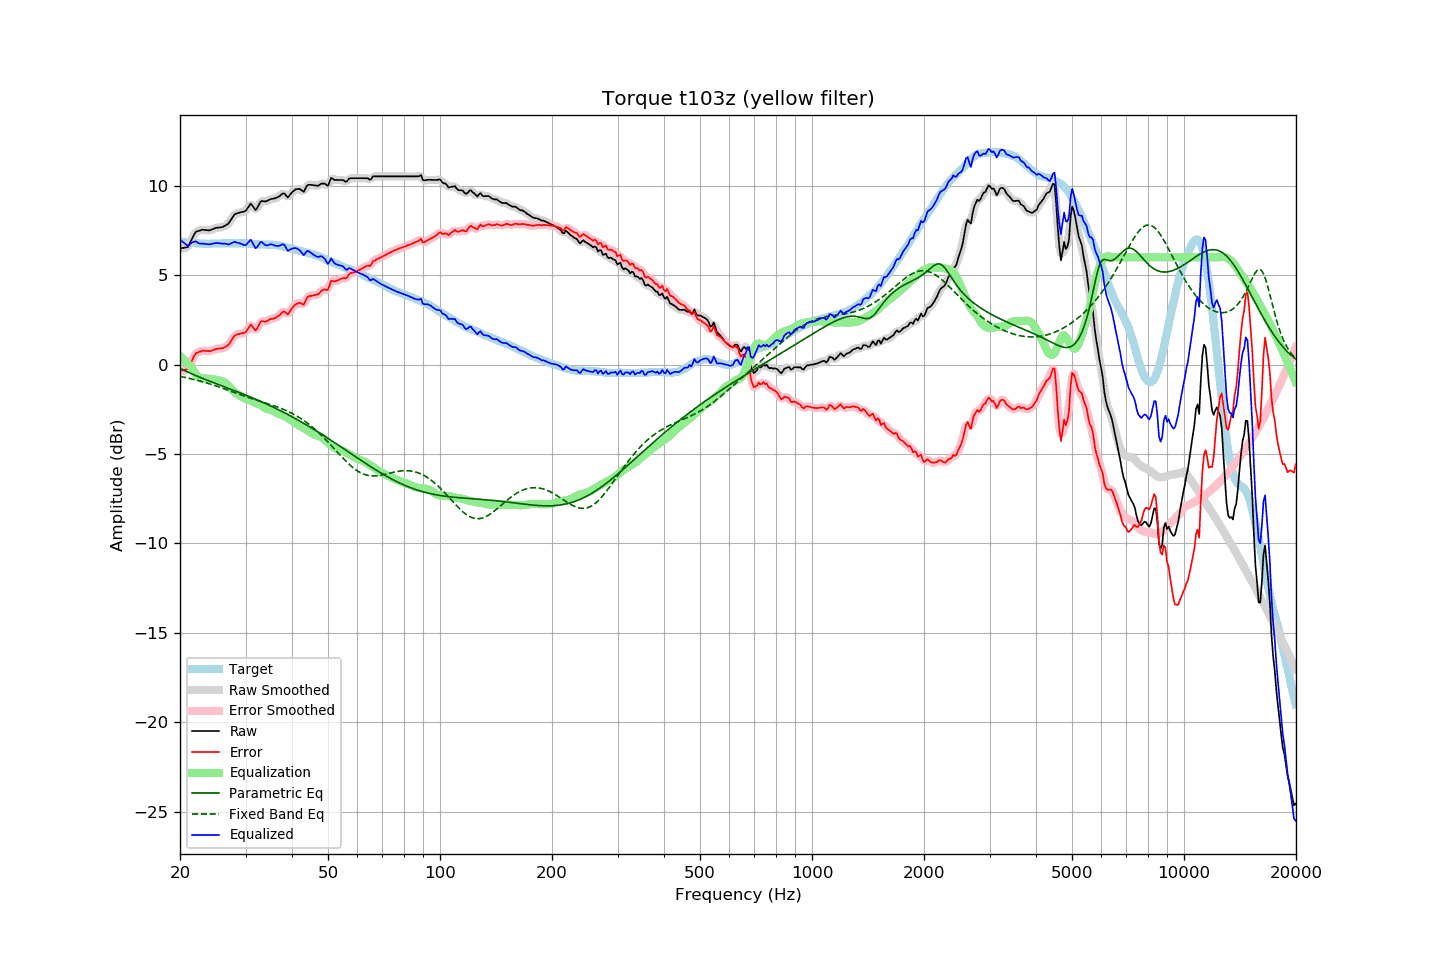 Torque t103z (yellow filter)
Amplitude (dBr)
10
5
0
−5
−10
−15
−20
−25
Target
Raw Smoothed
Error Smoothed
Raw
Error
Equalization
Parametric Eq
Fixed Band Eq
Equalized
20 50 100 200 500 1000 2000 5000 10000 20000
Frequency (Hz)